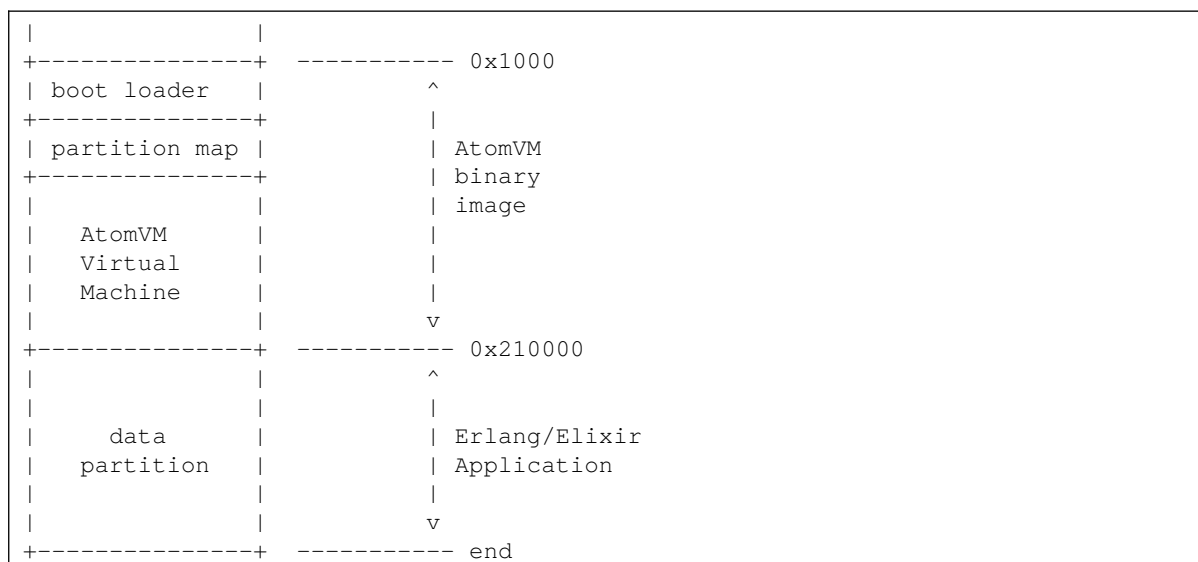 |               |
+---------------+  ----------- 0x1000
| boot loader   |           ^
+---------------+           |
| partition map |           | AtomVM
+---------------+           | binary
|               |           | image
|   AtomVM      |           |
|   Virtual     |           |
|   Machine     |           |
|               |           v
+---------------+  ----------- 0x210000
|               |           ^
|               |           |
|     data      |           | Erlang/Elixir
|   partition   |           | Application
|               |           |
|               |           v
+---------------+  ----------- end